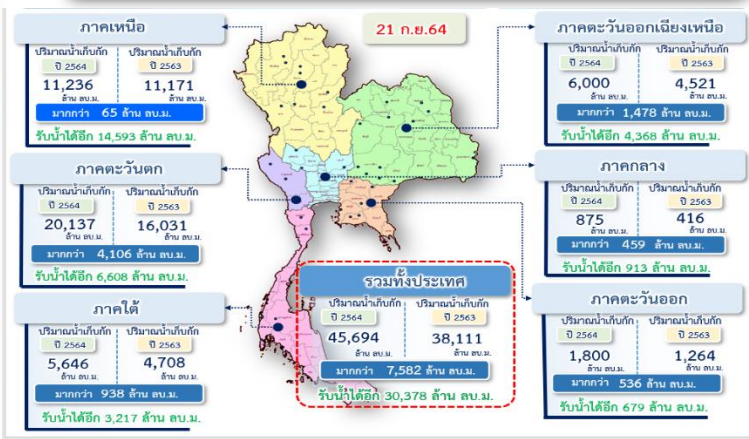 21 ก.ย.64
ภาคเหนือ
ปริมาณน้ำเก็บกัก ปริมาณน้ำเก็บกัก
ปี 2564 ปี 2563
11,236 11,171
ล้าน ลบ.ม. ล้าน ลบ.ม.
มากกว่า 65 ล้าน ลบ.ม.
รับน้ำได้อีก 14,593 ล้าน ลบ.ม.
ภาคตะวันออกเฉียงเหนือ
ปริมาณน้ำเก็บกัก ปริมาณน้ำเก็บกัก
ปี 2564 ปี 2563
6,000 4,521
ล้าน ลบ.ม. ล้าน ลบ.ม.
มากกว่า 1,478 ล้าน ลบ.ม.
รับน้ำได้อีก 4,368 ล้าน ลบ.ม.
ภาคตะวันตก
ปริมาณน้ำเก็บกัก ปริมาณน้ำเก็บกัก
ปี 2564 ปี 2563
20,137 16,031
ล้าน ลบ.ม. ล้าน ลบ.ม.
มากกว่า 4,106 ล้าน ลบ.ม.
รับน้ำได้อีก 6,608 ล้าน ลบ.ม.
ภาคกลาง
ปริมาณน้ำเก็บกัก ปริมาณน้ำเก็บกัก
ปี 2564 ปี 2563
875 416
ล้าน ลบ.ม. ล้าน ลบ.ม.
มากกว่า 459 ล้าน ลบ.ม.
รับน้ำได้อีก 913 ล้าน ลบ.ม.
ภาคใต้
ปริมาณน้ำเก็บกัก ปริมาณน้ำเก็บกัก
ปี 2564 ปี 2563
5,646 4,708
ล้าน ลบ.ม. ล้าน ลบ.ม.
มากกว่า 938 ล้าน ลบ.ม.
รับน้ำได้อีก 3,217 ล้าน ลบ.ม.
รวมทั้งประเทศ
ปริมาณน้ำเก็บกัก ปริมาณน้ำเก็บกัก
ปี 2564 ปี 2563
45,694 38,111
ล้าน ลบ.ม. ล้าน ลบ.ม.
มากกว่า 7,582 ล้าน ลบ.ม.
รับน้ำได้อีก 30,378 ล้าน ลบ.ม.
ภาคตะวันออก
ปริมาณน้ำเก็บกัก ปริมาณน้ำเก็บกัก
ปี 2564 ปี 2563
1,800 1,264
ล้าน ลบ.ม. ล้าน ลบ.ม.
มากกว่า 536 ล้าน ลบ.ม.
รับน้ำได้อีก 679 ล้าน ลบ.ม.